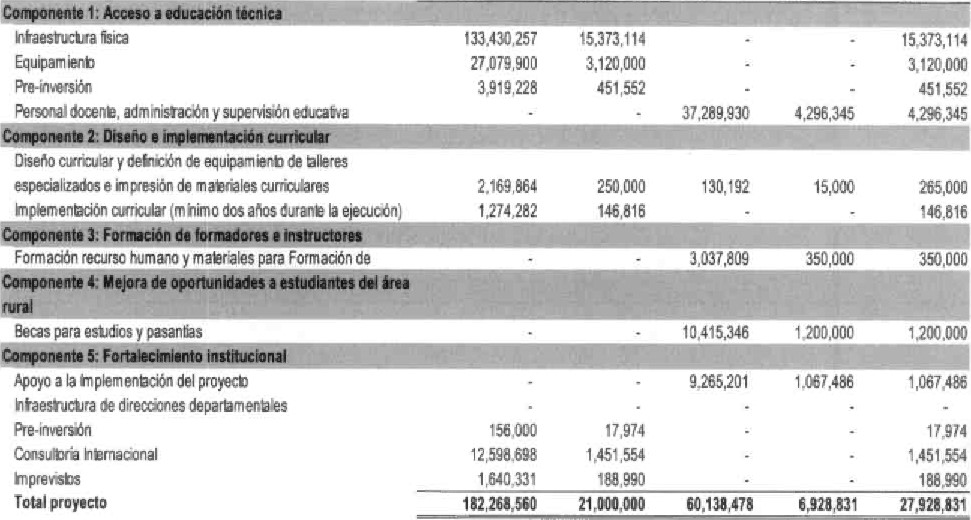 Componente 1: Acceso a educación técnica
Infraestructura física 133,430,257 15,373,114 - - 15,373,114
Equipamiento 27,079,900 3,120,000 - - 3,120,000
Pre-inversión 3,919,228 451,552 - - 451,552
Personal docente, administración y supervisión educativa - - 37,289,930 4,296,345 4,296,345
Componente 2: Diseño e implementación curricular
Diseño curricular y definición de equipamiento de talleres
especializados e impresión de materiales curriculares 2,169,864 250,000 130,192 15,000 265,000
Implementación curricular (mínimo dos años durante la ejecución) 1,274,282 146,816 - - 146,816
Componente 3: Formación de formadores e instructores
Formación recurso humano y materiales para Formación de - - 3,037,809 350,000 350,000
Componente 4: Mejora de oportunidades a estudiantes del área
rural
Becas para estudios y pasantías - - 10,415,346 1,200,000 1,200,000
Componente 5: Fortalecimiento institucional
Apoyo a la implementación del proyecto - - 9,265,201 1,067,486 1,067,486
Infraestructura de direcciones departamentales - - - - -
Pre-inversión 156,000 17,974 - - 17,974
Consultoría Internacional 12,598,698 1,451,554 - - 1,451,554
Imprevistos 1,640,331 188,990 - - 188,990
Total proyecto 182,268,560 21,000,000 60,138,478 6,928,831 27,928,831